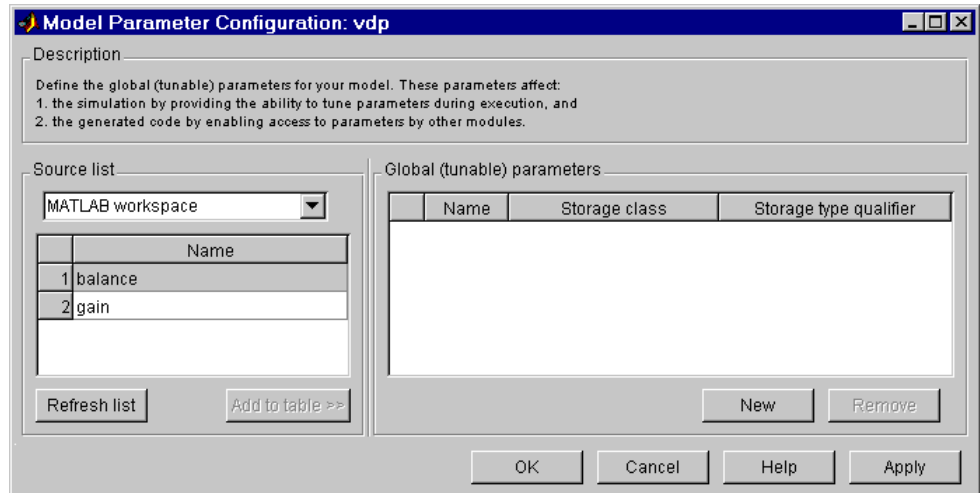 Model Parameter Configuration: vdp
Description
Define the global (tunable) parameters for your model. These parameters affect:
1. the simulation by providing the ability to tune parameters during execution, and
2. the generated code by enabling access to parameters by other modules.
Source list
MATLAB workspace
Name
1 balance
2 gain
Refresh list
Add to table >>
Global (tunable) parameters
Name Storage class Storage type qualifier
New Remove
OK Cancel Help Apply